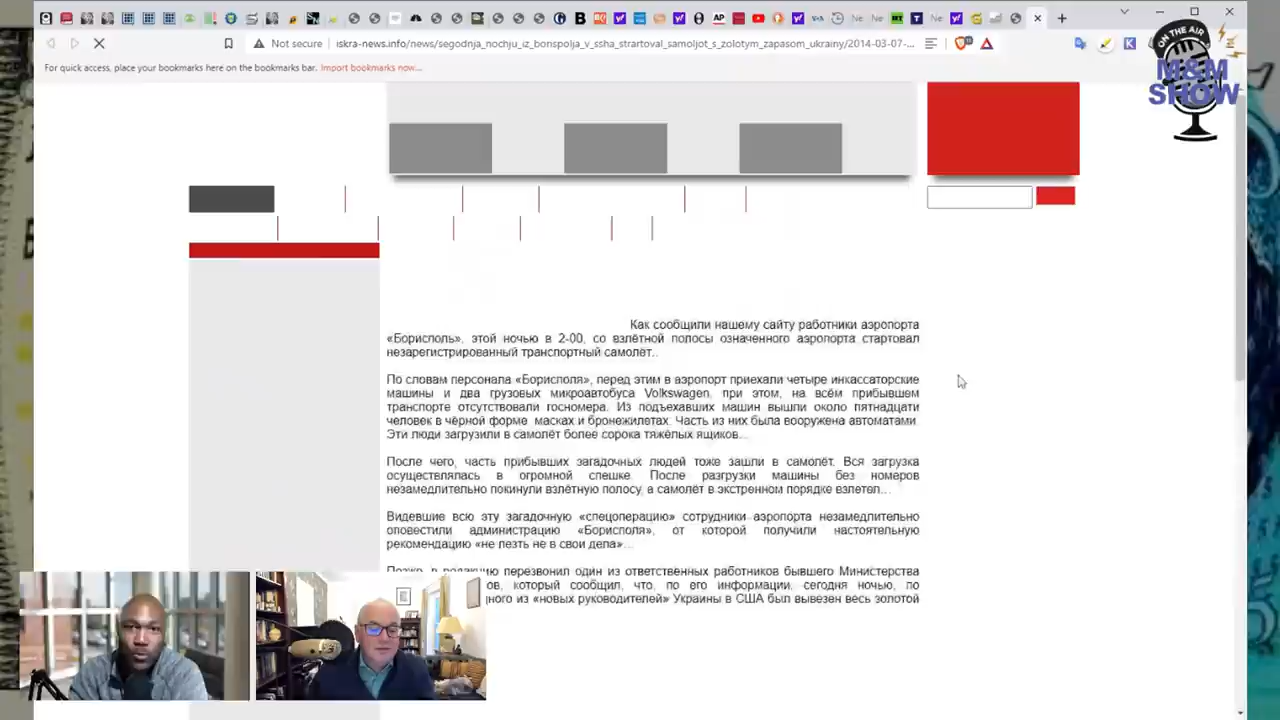 Not secure
iskra-news.info/news/segodnja_nochju_iz_bonspolja_v_ssha_strartoval_samoljot_s_zolotym_zapasom_ukrainy/2014-03-07-...
For quick access, place your bookmarks here on the bookmarks bar. Import bookmarks now...
ON THE AIR
M&M
SHOW
Как сообщили нашему сайту работники аэропорта
«Борисполь», этой ночью в 2-00, со взлётной полосы означенного аэропорта стартовал
незарегистрированный транспортный самолёт..
По словам персонала «Борисполя», перед этим в аэропорт приехали четыре инкассаторские
машины и два грузовых микроавтобуса Volkswagen, при этом, на всём прибывшем
транспорте отсутствовали госномера. Из подъехавших машин вышли около пятнадцати
человек в чёрной форме масках и бронежилетах. Часть из них была вооружена автоматами.
Эти люди загрузили в самолёт более сорока тяжёлых ящиков...
После чего, часть прибывших загадочных людей тоже зашли в самолёт. Вся загрузка
осуществлялась в огромной спешке. После разгрузки машины без номеров
незамедлительно покинули взлётную полосу, а самолёт в экстренном порядке взлетел...
Видевшие всю эту загадочную «спецоперацию» сотрудники аэропорта незамедлительно
оповестили администрацию «Борисполя», от которой получили настоятельную
рекомендацию «не лезть не в свои дела»...
Позже, в редакцию перезвонил один из ответственных работников бывшего Министерства
который сообщил, что, по его информации, сегодня ночью, по
из «новых руководителей» Украины в США был вывезен весь золотой